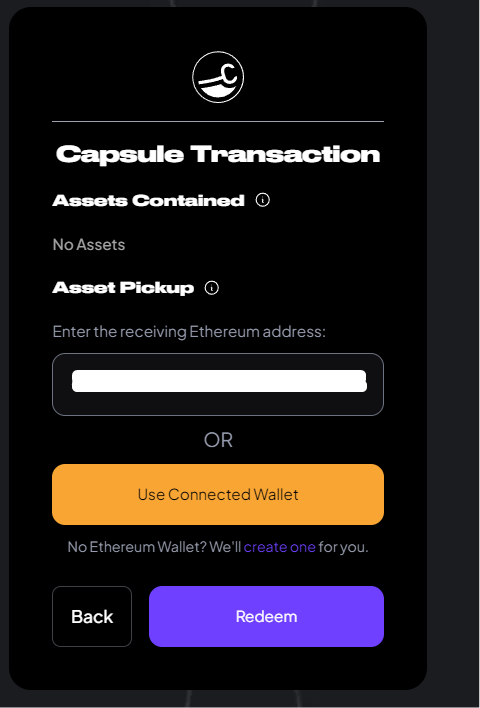 Capsule Transaction
Assets Contained
No Assets
Asset Pickup
Enter the receiving Ethereum address:
OR
Use Connected Wallet
No Ethereum Wallet? We'll create one for you.
Back
Redeem